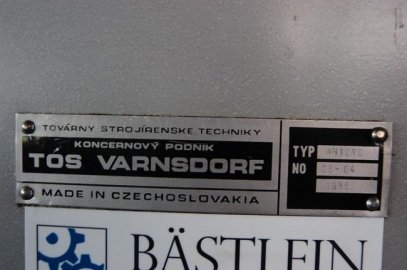 TOVÁRNY STROJÍRENSKÉ TECHNIKY
KONCERNOVÝ PODNIK
TOS VARNSDORF
MADE IN CZECHOSLOVAKIA
TYP
NO
BÄSTLEIN